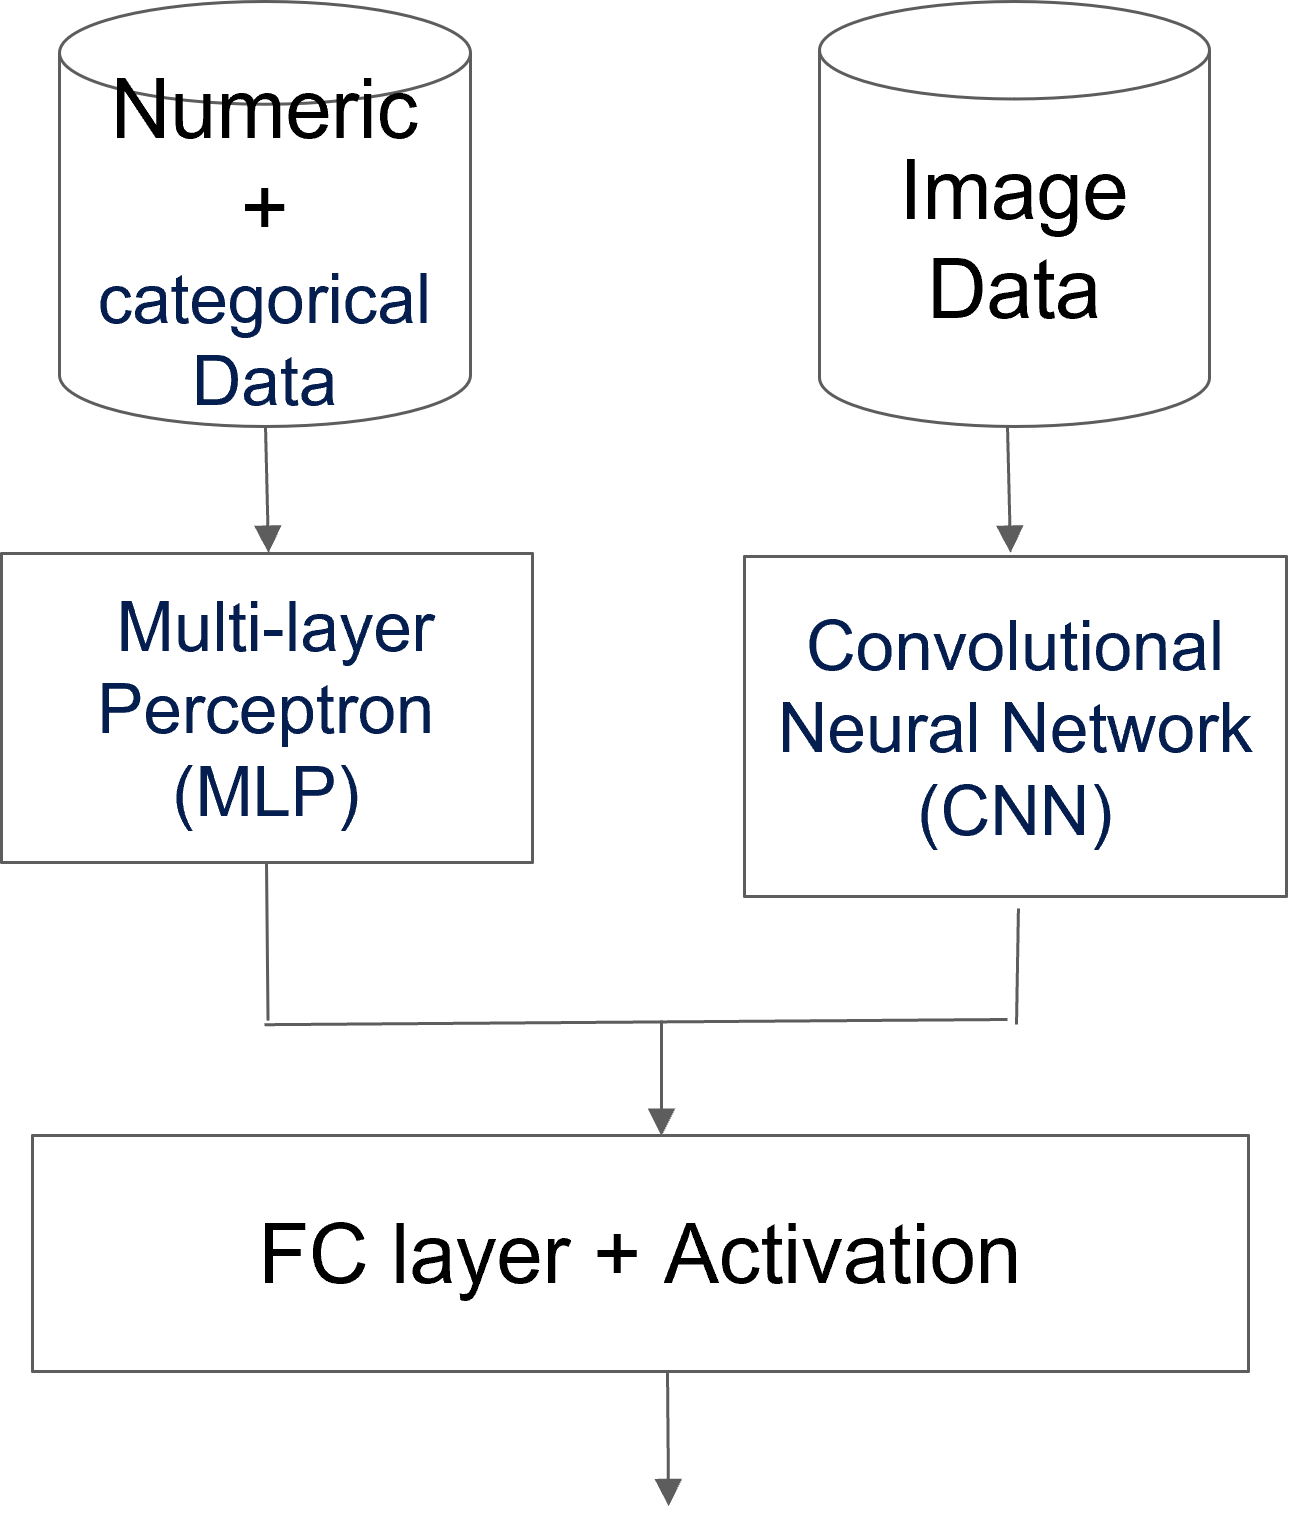 Numeric
+
categorical
Data
Image
Data
Multi-layer
Perceptron
(MLP)
Convolutional
Neural Network
(CNN)
FC layer + Activation